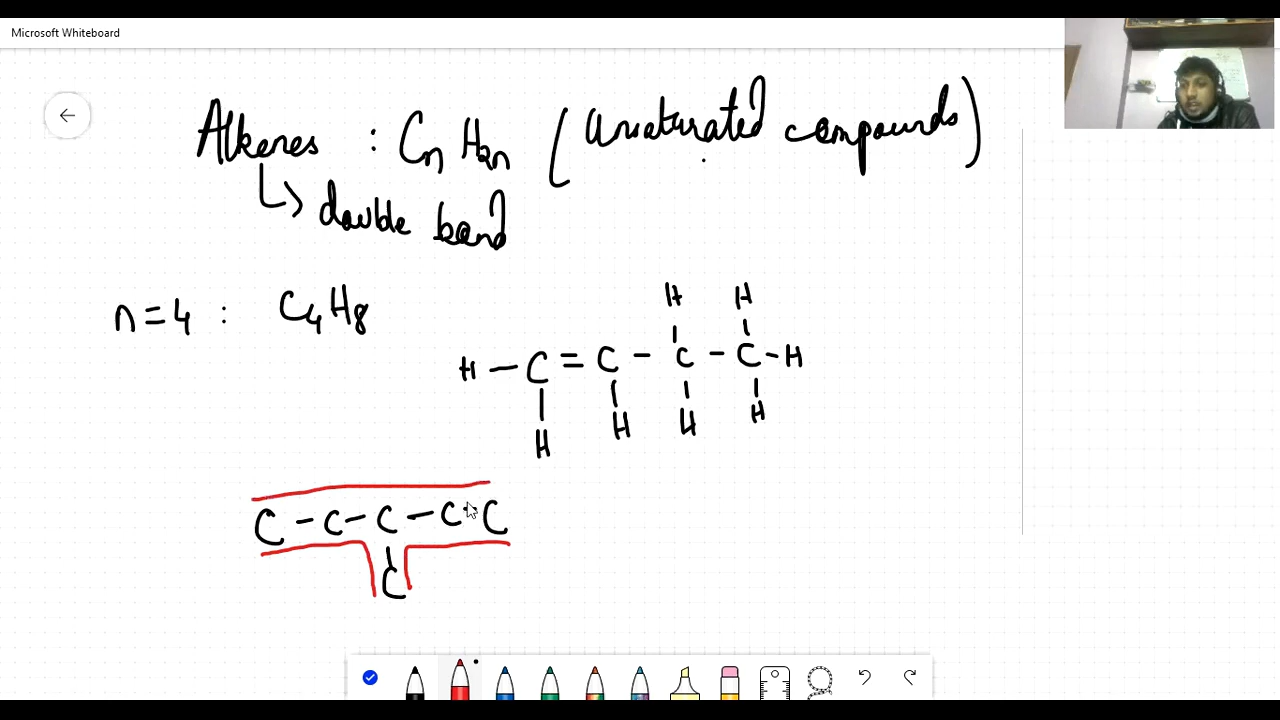 Microsoft Whiteboard
Alkenes : CnH2n (Unsaturated compounds)
↳ double bond
n=4 : C4H8
H H
H - C = C - C - C - H
H H H H
C - C - C - C - C
C